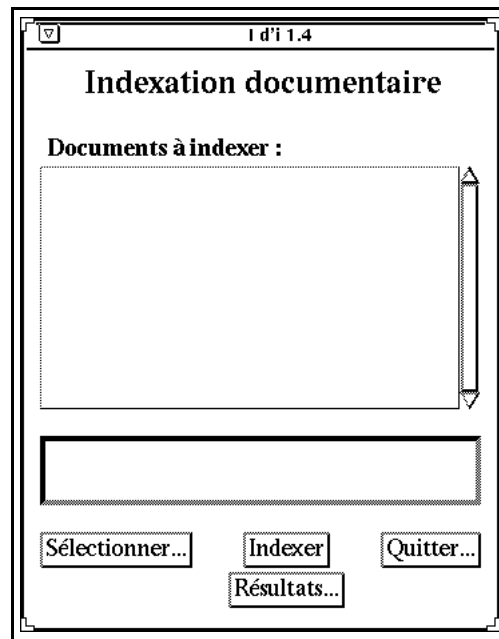 I d'i 1.4
Indexation documentaire
Documents à indexer :
Sélectionner... Indexer Quitter...
Résultats...